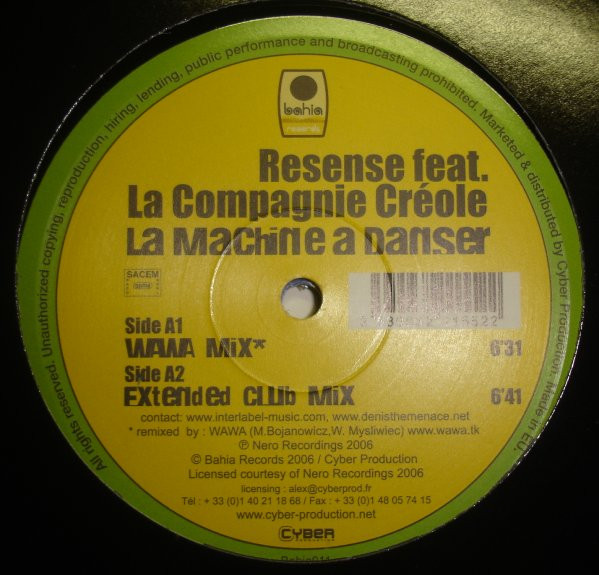 All rights reserved. Unauthorized copying, reproduction, hiring, lending, public performance and broadcasting prohibited. Marketed & distributed by Cyber Production. Made in EU.
bahia
records
Resense feat.
La Compagnie Créole
La Machine a Danser
SACEM
Side A1
WAWA Mix* 6'31
Side A2
Extended Club Mix 6'41
contact: www.interlabel-music.com, www.denisthemenace.net
* remixed by : WAWA (M.Bojanowicz,W. Mysliwiec) www.wawa.tk
℗ Nero Recordings 2006
© Bahia Records 2006 / Cyber Production
Licensed courtesy of Nero Recordings 2006
licensing : alex@cyberprod.fr
Tél : + 33 (0)1 40 21 18 68 / Fax : + 33 (0)1 48 05 74 15
www.cyber-production.net
CYBER